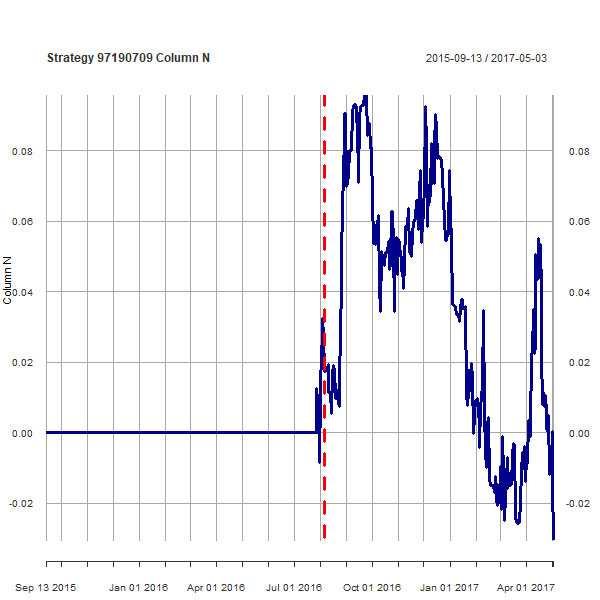 Strategy 97190709 Column N
2015-09-13 / 2017-05-03
0.08
0.08
0.06
0.06
Column N
0.04
0.04
0.02
0.02
0.00
0.00
-0.02
-0.02
Sep 13 2015
Jan 01 2016
Apr 01 2016
Jul 01 2016
Oct 01 2016
Jan 01 2017
Apr 01 2017